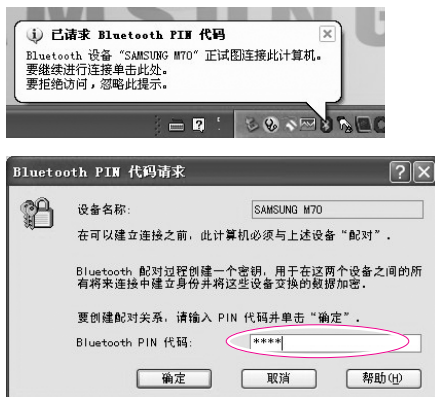 SAMSUNG
已请求 Bluetooth PIN 代码
Bluetooth 设备 “SAMSUNG M70” 正试图连接此计算机。
要继续进行连接单击此处。
要拒绝访问，忽略此提示。
Bluetooth PIN 代码请求
设备名称:
SAMSUNG M70
在可以建立连接之前，此计算机必须与上述设备 “配对”.
Bluetooth 配对过程创建一个密钥，用于在这两个设备之间的所
有将来连接中建立身份并将这些设备交换的数据加密.
要创建配对关系，请输入 PIN 代码并单击 “确定”.
Bluetooth PIN 代码:
****
确定
取消
帮助(H)